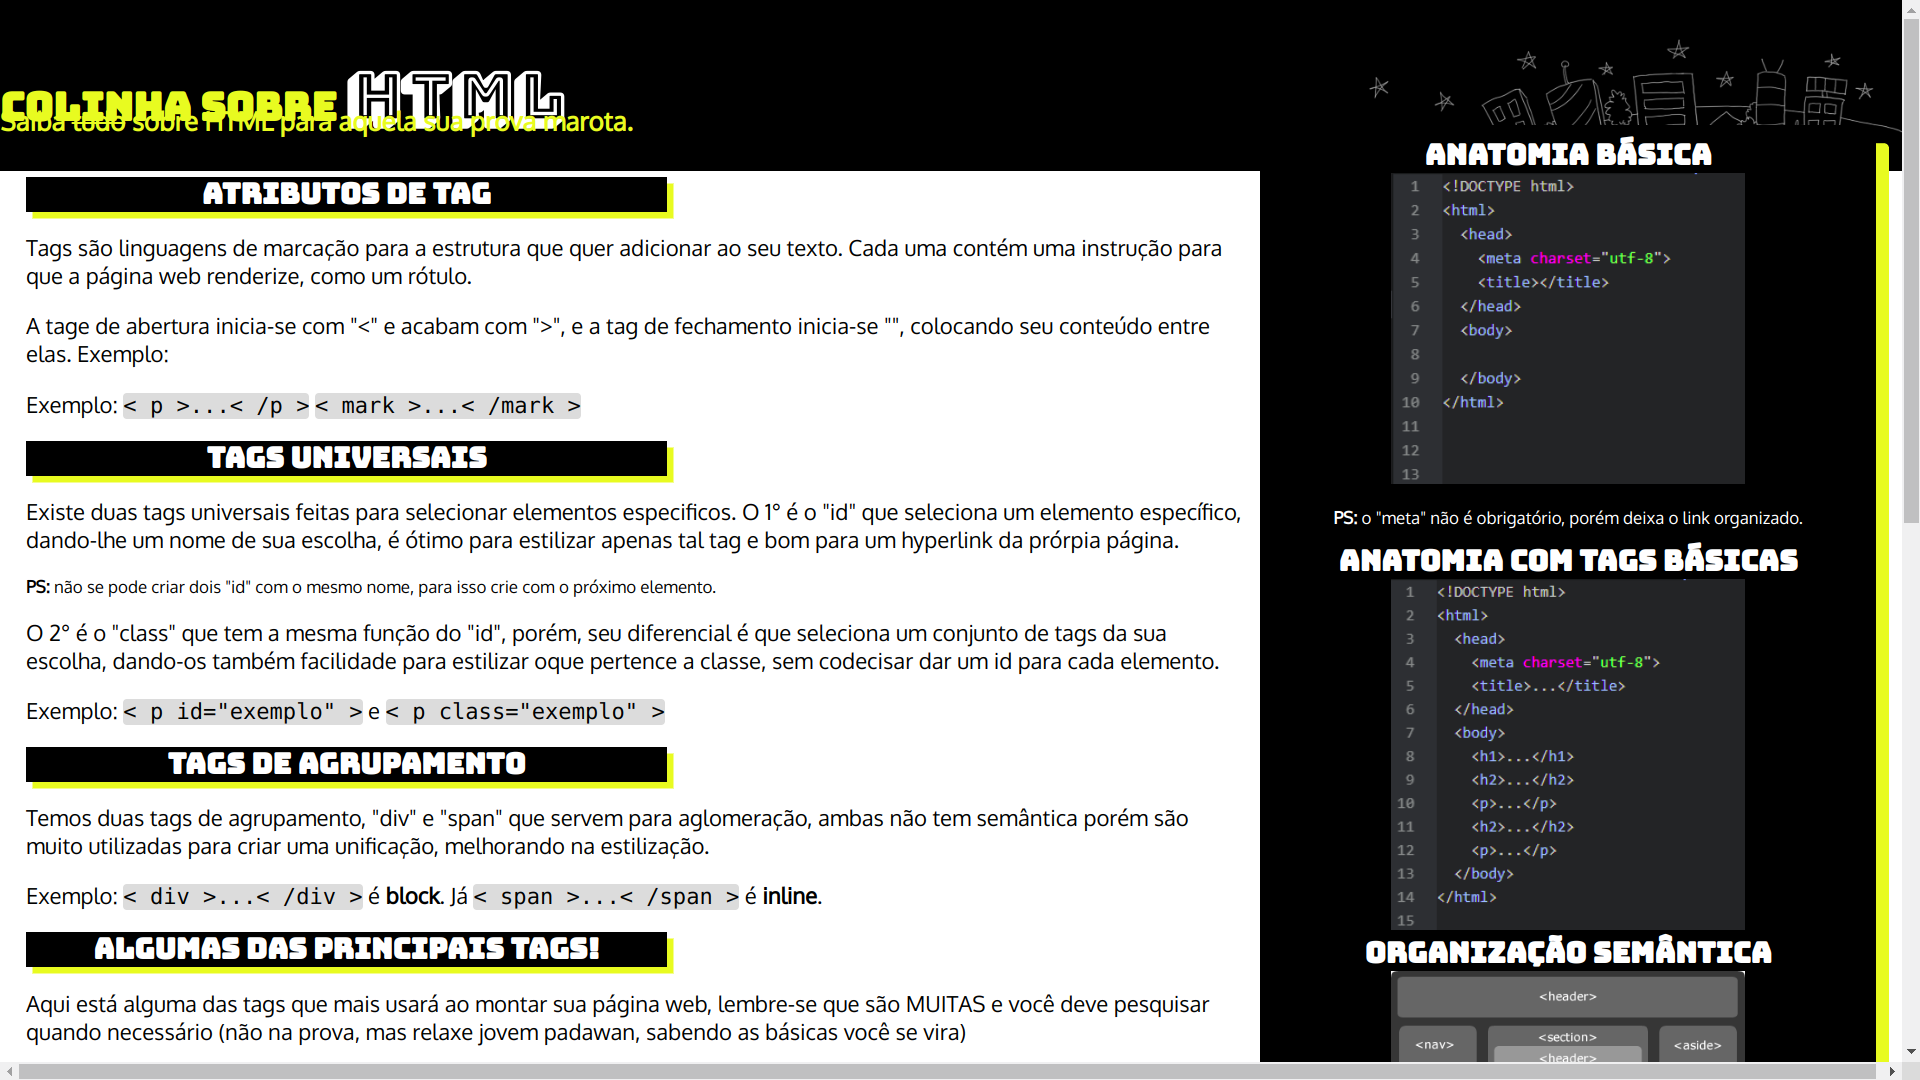 COLINHA SOBRE HTML
Saiba tudo sobre HTML para aquela sua prova marota.
ATRIBUTOS DE TAG
Tags são linguagens de marcação para a estrutura que quer adicionar ao seu texto. Cada uma contém uma instrução para
que a página web renderize, como um rótulo.
A tage de abertura inicia-se com "<" e acabam com ">", e a tag de fechamento inicia-se "", colocando seu conteúdo entre
elas. Exemplo:
Exemplo: < p >...< /p > < mark >...< /mark >
TAGS UNIVERSAIS
Existe duas tags universais feitas para selecionar elementos especificos. O 1° é o "id" que seleciona um elemento específico,
dando-lhe um nome de sua escolha, é ótimo para estilizar apenas tal tag e bom para um hyperlink da prórpia página.
PS: não se pode criar dois "id" com o mesmo nome, para isso crie com o próximo elemento.
O 2° é o "class" que tem a mesma função do "id", porém, seu diferencial é que seleciona um conjunto de tags da sua
escolha, dando-os também facilidade para estilizar oque pertence a classe, sem codecisar dar um id para cada elemento.
Exemplo: < p id="exemplo" > e < p class="exemplo" >
TAGS DE AGRUPAMENTO
Temos duas tags de agrupamento, "div" e "span" que servem para aglomeração, ambas não tem semântica porém são
muito utilizadas para criar uma unificação, melhorando na estilização.
Exemplo: < div >...< /div > é block. Já < span >...< /span > é inline.
ALGUMAS DAS PRINCIPAIS TAGS!
Aqui está alguma das tags que mais usará ao montar sua página web, lembre-se que são MUITAS e você deve pesquisar
quando necessário (não na prova, mas relaxe jovem padawan, sabendo as básicas você se vira)
ANATOMIA BÁSICA
1 <!DOCTYPE html>
2 <html>
3 <head>
4 <meta charset="utf-8">
5 <title></title>
6 </head>
7 <body>
8
9 </body>
10 </html>
11
12
13
PS: o "meta" não é obrigatório, porém deixa o link organizado.
ANATOMIA COM TAGS BÁSICAS
1 <!DOCTYPE html>
2 <html>
3 <head>
4 <meta charset="utf-8">
5 <title>...</title>
6 </head>
7 <body>
8 <h1>...</h1>
9 <h2>...</h2>
10 <p>...</p>
11 <h2>...</h2>
12 <p>...</p>
13 </body>
14 </html>
15
ORGANIZAÇÃO SEMÂNTICA
<header>
<nav> <section> <aside>
<header>